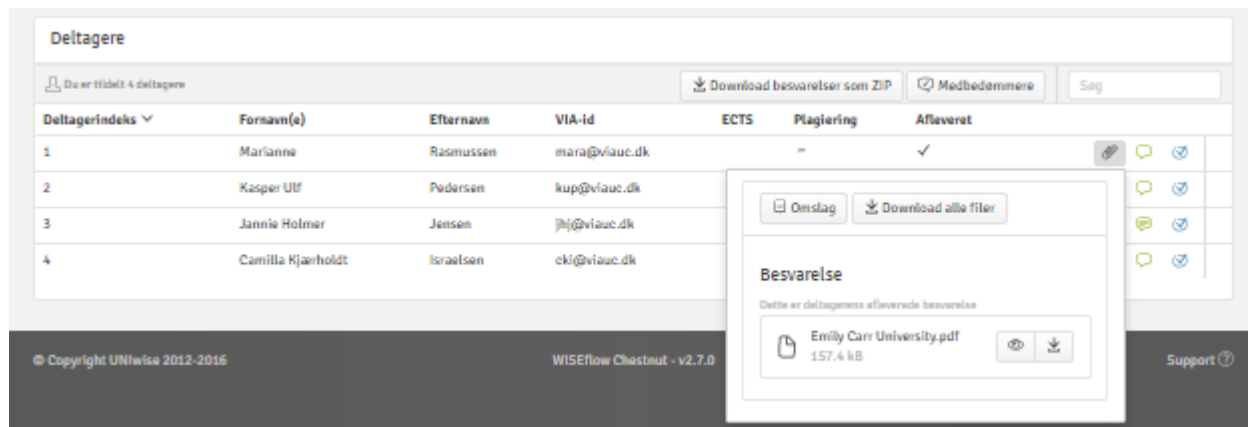 Deltagere
Du er tildelt 4 deltagere
Download besvarelser som ZIP
Medbedømmere
Søg
Deltagerindeks Fornavn(e) Efternavn VIA-id ECTS Plagiering Afleveret
1 Marianne Rasmussen mara@viauc.dk –
2 Kasper Ulf Pedersen kup@viauc.dk
3 Jannie Holmer Jensen jhj@viauc.dk
4 Camilla Kjærholdt Israelsen cki@viauc.dk
Omslag
Download alle filer
Besvarelse
Dette er deltagerens afleverede besvarelse
Emily Carr University.pdf
157.4 kB
© Copyright UNIwise 2012-2016 WISEflow Chestnut - v2.7.0 Support